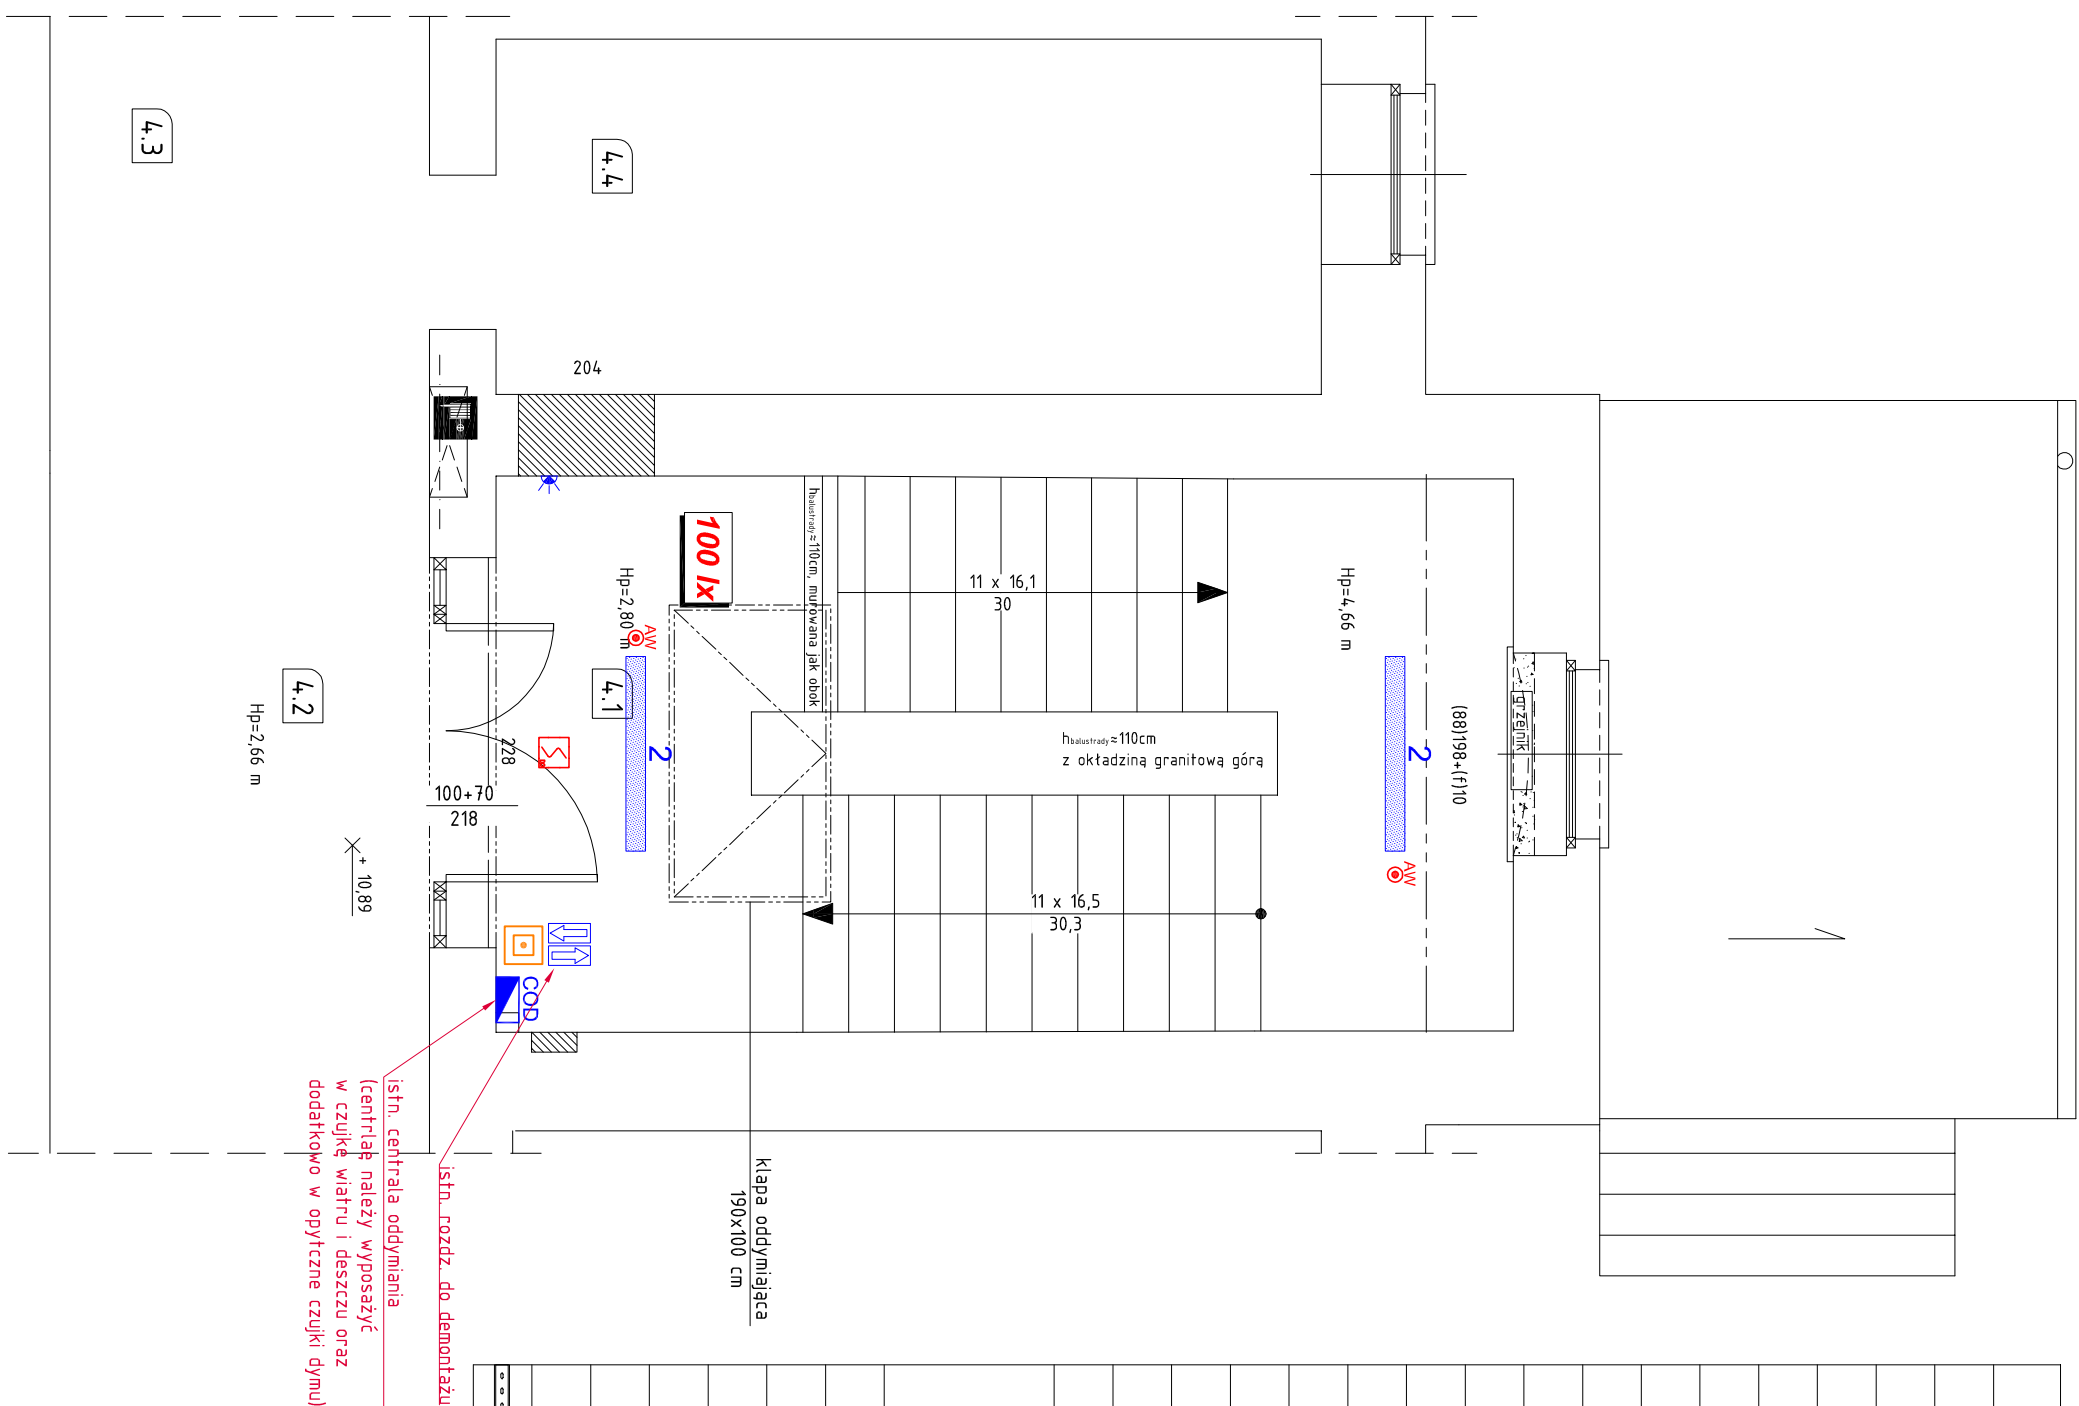 4.3
4.4
204
100 lx
hbalustrady≈110cm, murowana jak obok
11 x 16,1
30
Hp=4,66 m
Hp=2,80 m
AW
4.1
2
hbalustrady≈110cm
z okładziną granitową górą
2
(88)198+(f)10
grzejnik
AW
4.2
Hp=2,66 m
228
100+70
218
+ 10,89
11 x 16,5
30,3
COD
istn. centrala oddymiania
(centrlaę należy wyposażyć
w czujkę wiatru i deszczu oraz
dodatkowo w opytczne czujki dymu)
istn. rozdz. do demontażu
klapa oddymiająca
190x100 cm